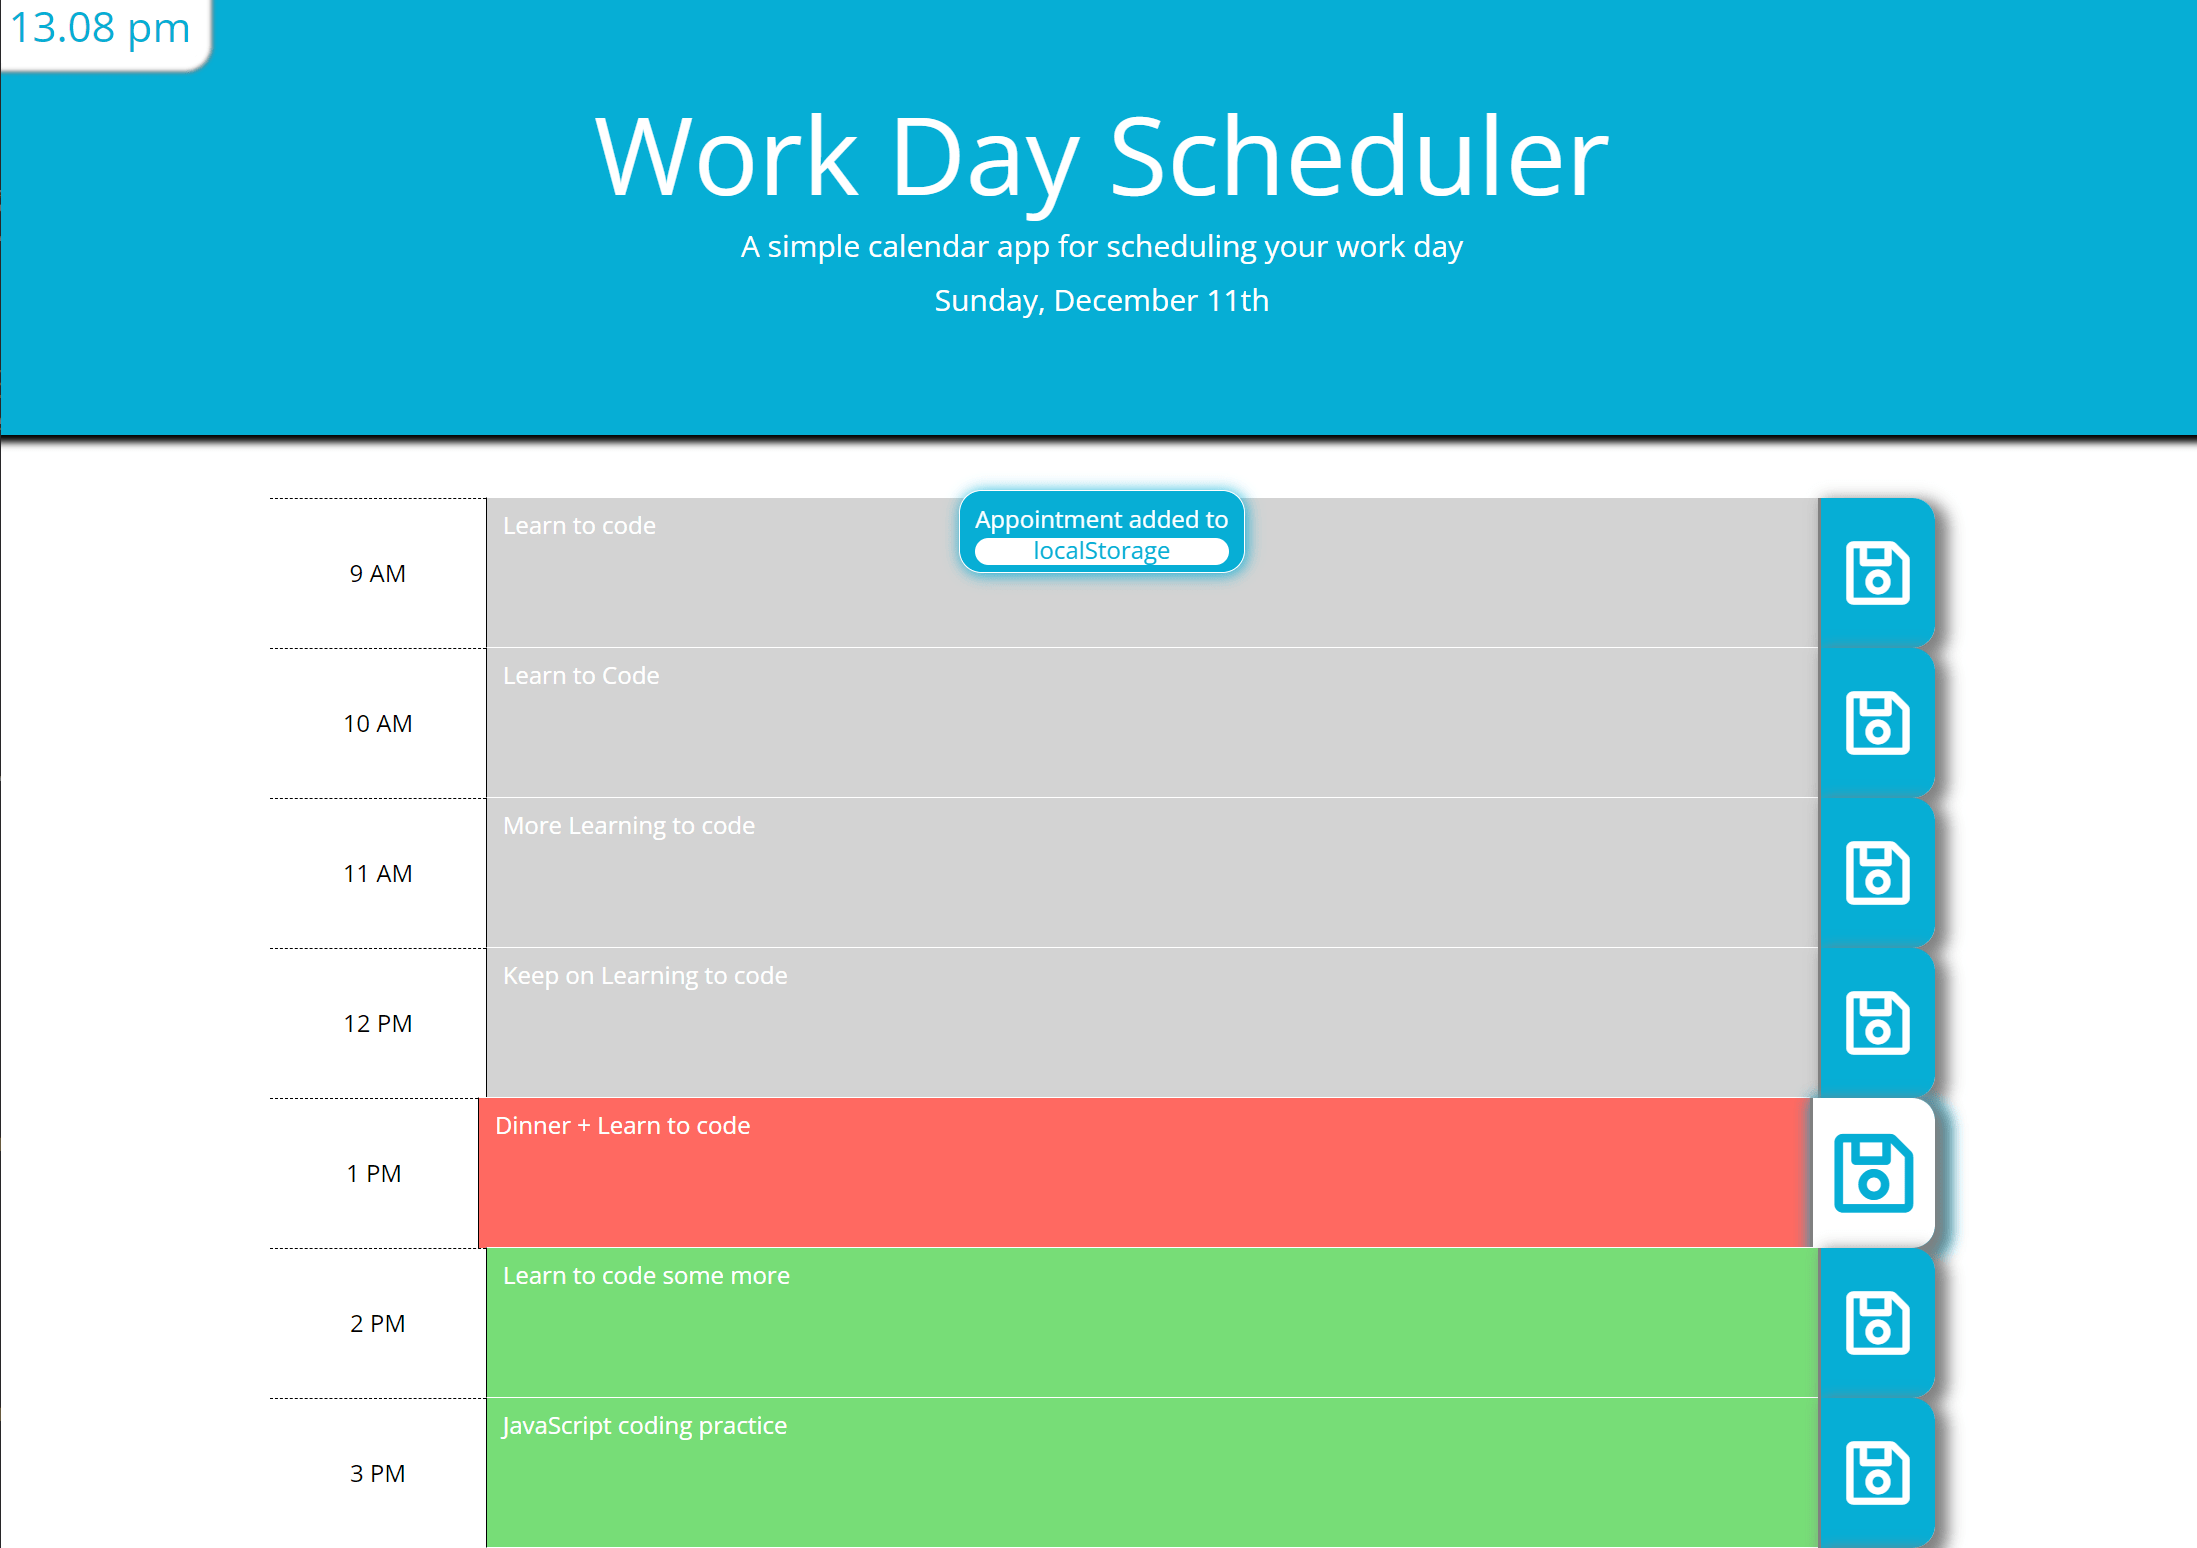 13.08 pm
Work Day Scheduler
A simple calendar app for scheduling your work day
Sunday, December 11th
Appointment added to
localStorage
9 AM
Learn to code
10 AM
Learn to Code
11 AM
More Learning to code
12 PM
Keep on Learning to code
1 PM
Dinner + Learn to code
2 PM
Learn to code some more
3 PM
JavaScript coding practice